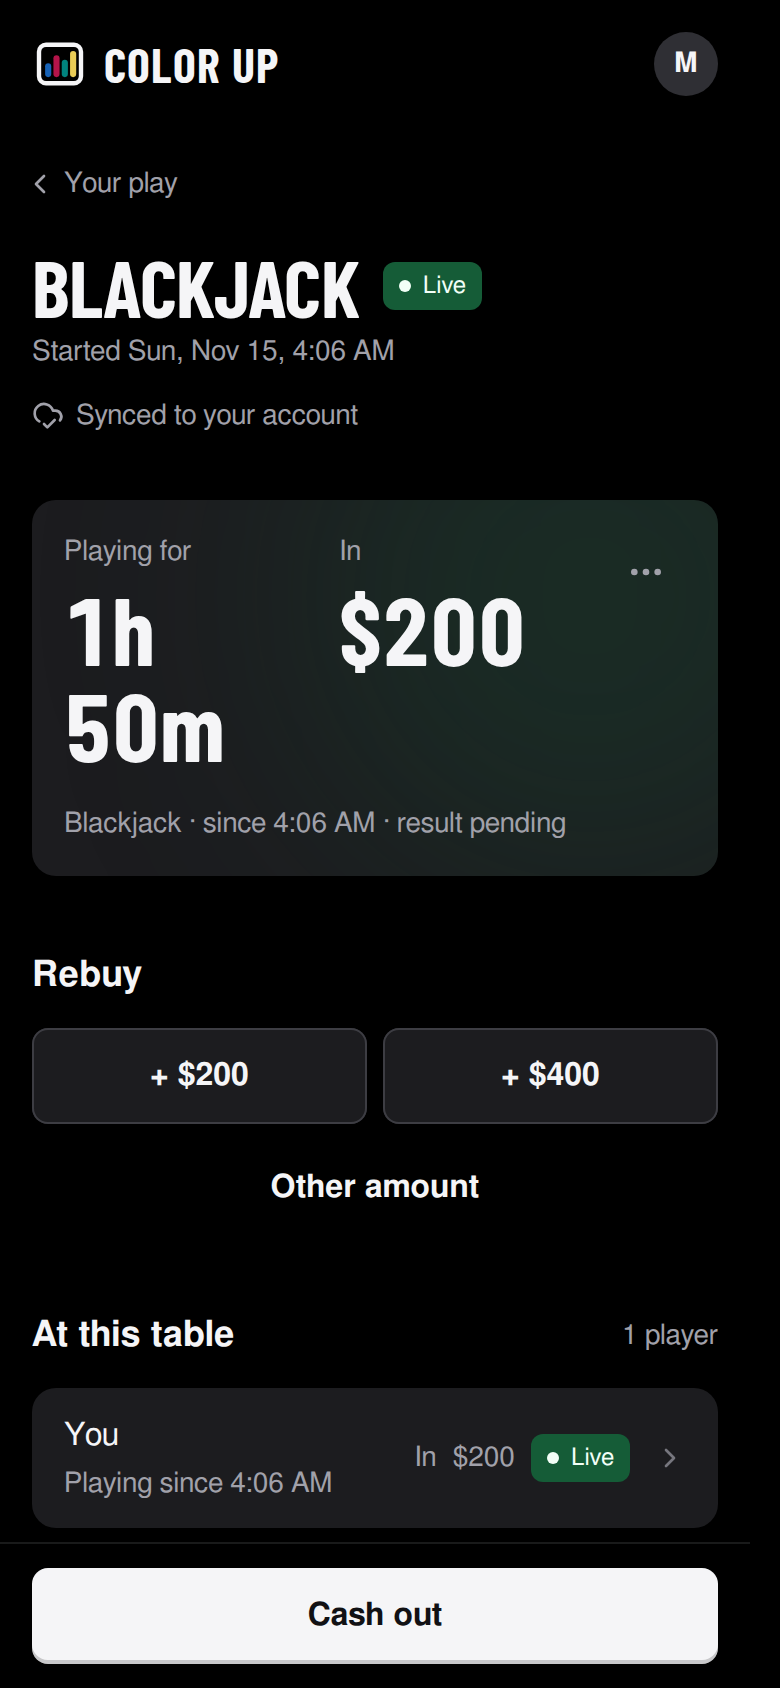 COLOR UP
M
Your play
BLACKJACK
Live
Started Sun, Nov 15, 4:06 AM
Synced to your account
Playing for
In
1h
50m
$200
Blackjack · since 4:06 AM · result pending
Rebuy
+ $200
+ $400
Other amount
At this table
1 player
You
Playing since 4:06 AM
In $200
Live
Cash out